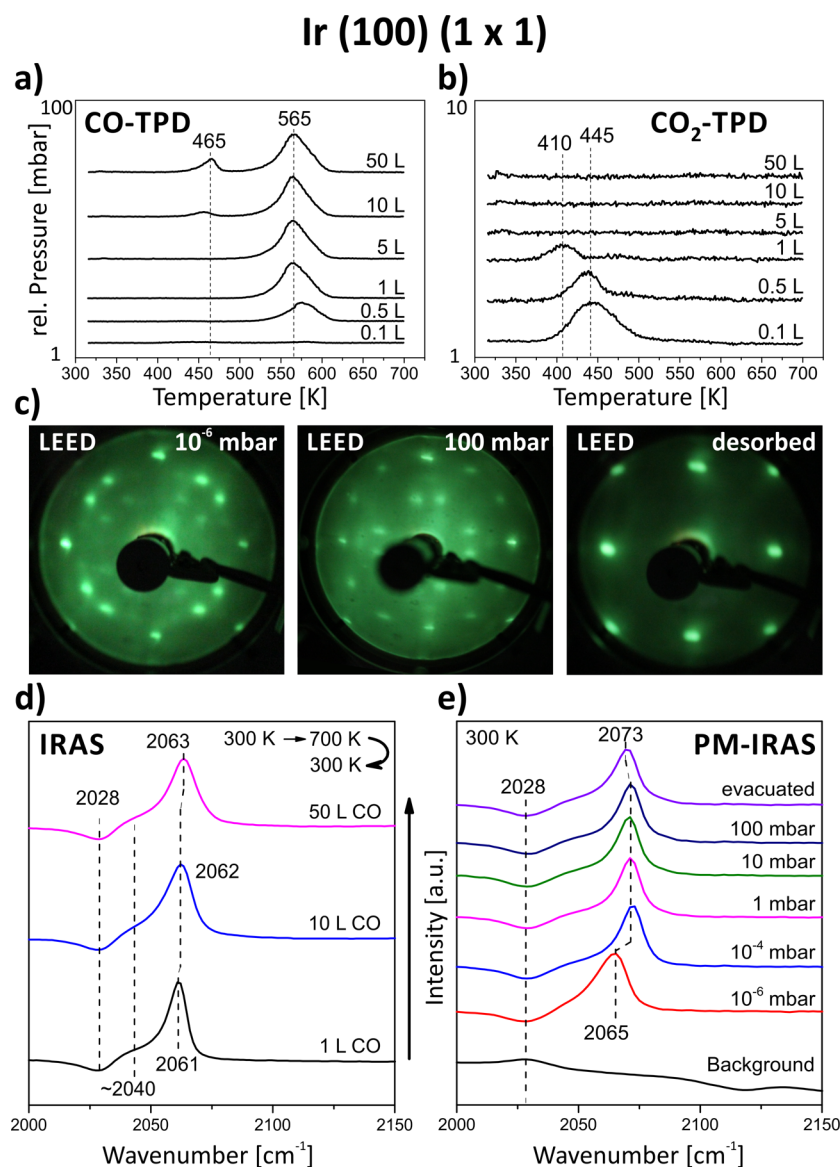 Ir (100) (1 x 1)
a)
CO-TPD
465
565
100
1
rel. Pressure [mbar]
50 L
10 L
5 L
1 L
0.5 L
0.1 L
300 350 400 450 500 550 600 650 700
Temperature [K]
b)
CO₂-TPD
410 445
10
1
50 L
10 L
5 L
1 L
0.5 L
0.1 L
300 350 400 450 500 550 600 650 700
Temperature [K]
c)
LEED 10⁻⁶ mbar
LEED 100 mbar
LEED desorbed
d)
IRAS
2063
300 K → 700 K
300 K
2028
50 L CO
2062
10 L CO
1 L CO
2061
~2040
2000 2050 2100 2150
Wavenumber [cm⁻¹]
e)
300 K
2073
PM-IRAS
2028
evacuated
100 mbar
10 mbar
1 mbar
10⁻⁴ mbar
10⁻⁶ mbar
2065
Background
Intensity [a.u.]
2000 2050 2100 2150
Wavenumber [cm⁻¹]